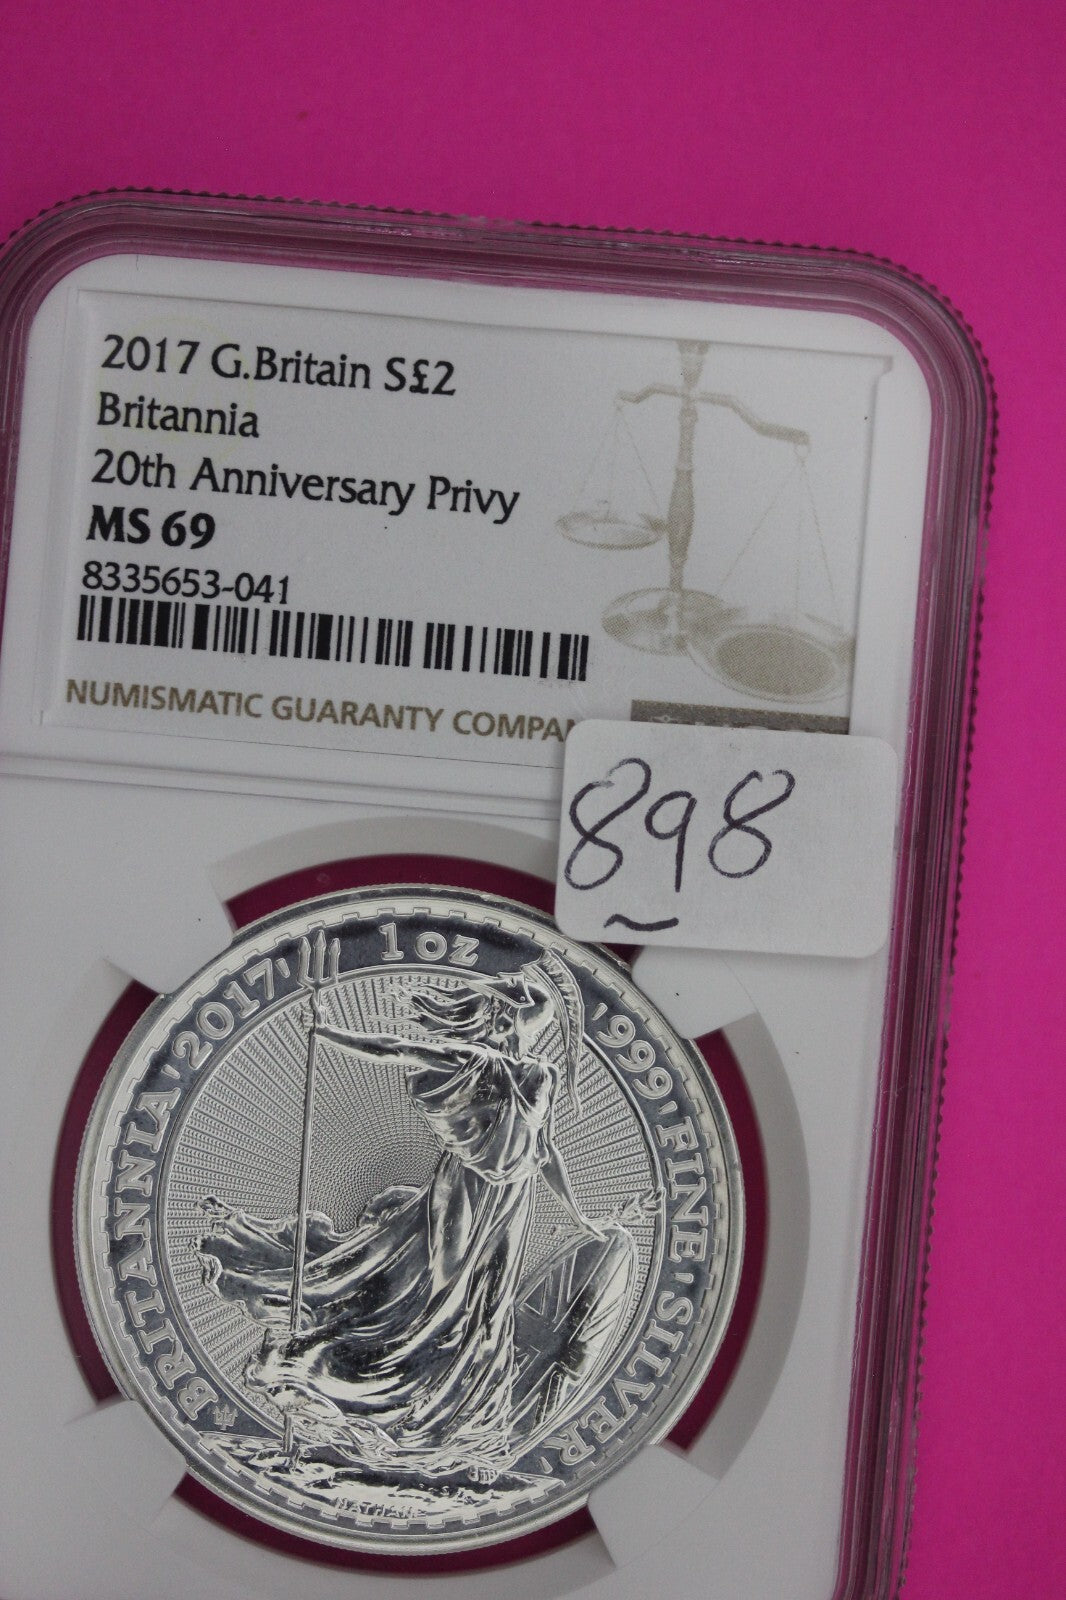 2017 G.Britain S£2
Britannia
20th Anniversary Privy
MS 69
8335653-041
NUMISMATIC GUARANTY
898
1 OZ
BRITANNIA 2017
999 FINE SILVER
NATHAN